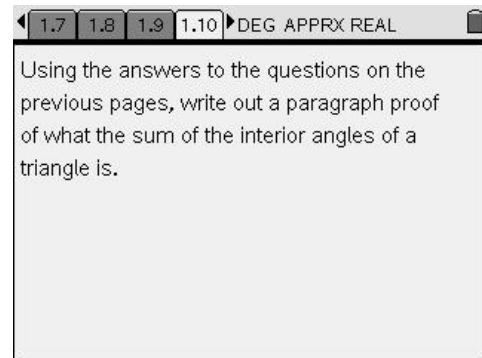 1.7 1.8 1.9 1.10 DEG APPRX REAL
Using the answers to the questions on the
previous pages, write out a paragraph proof
of what the sum of the interior angles of a
triangle is.